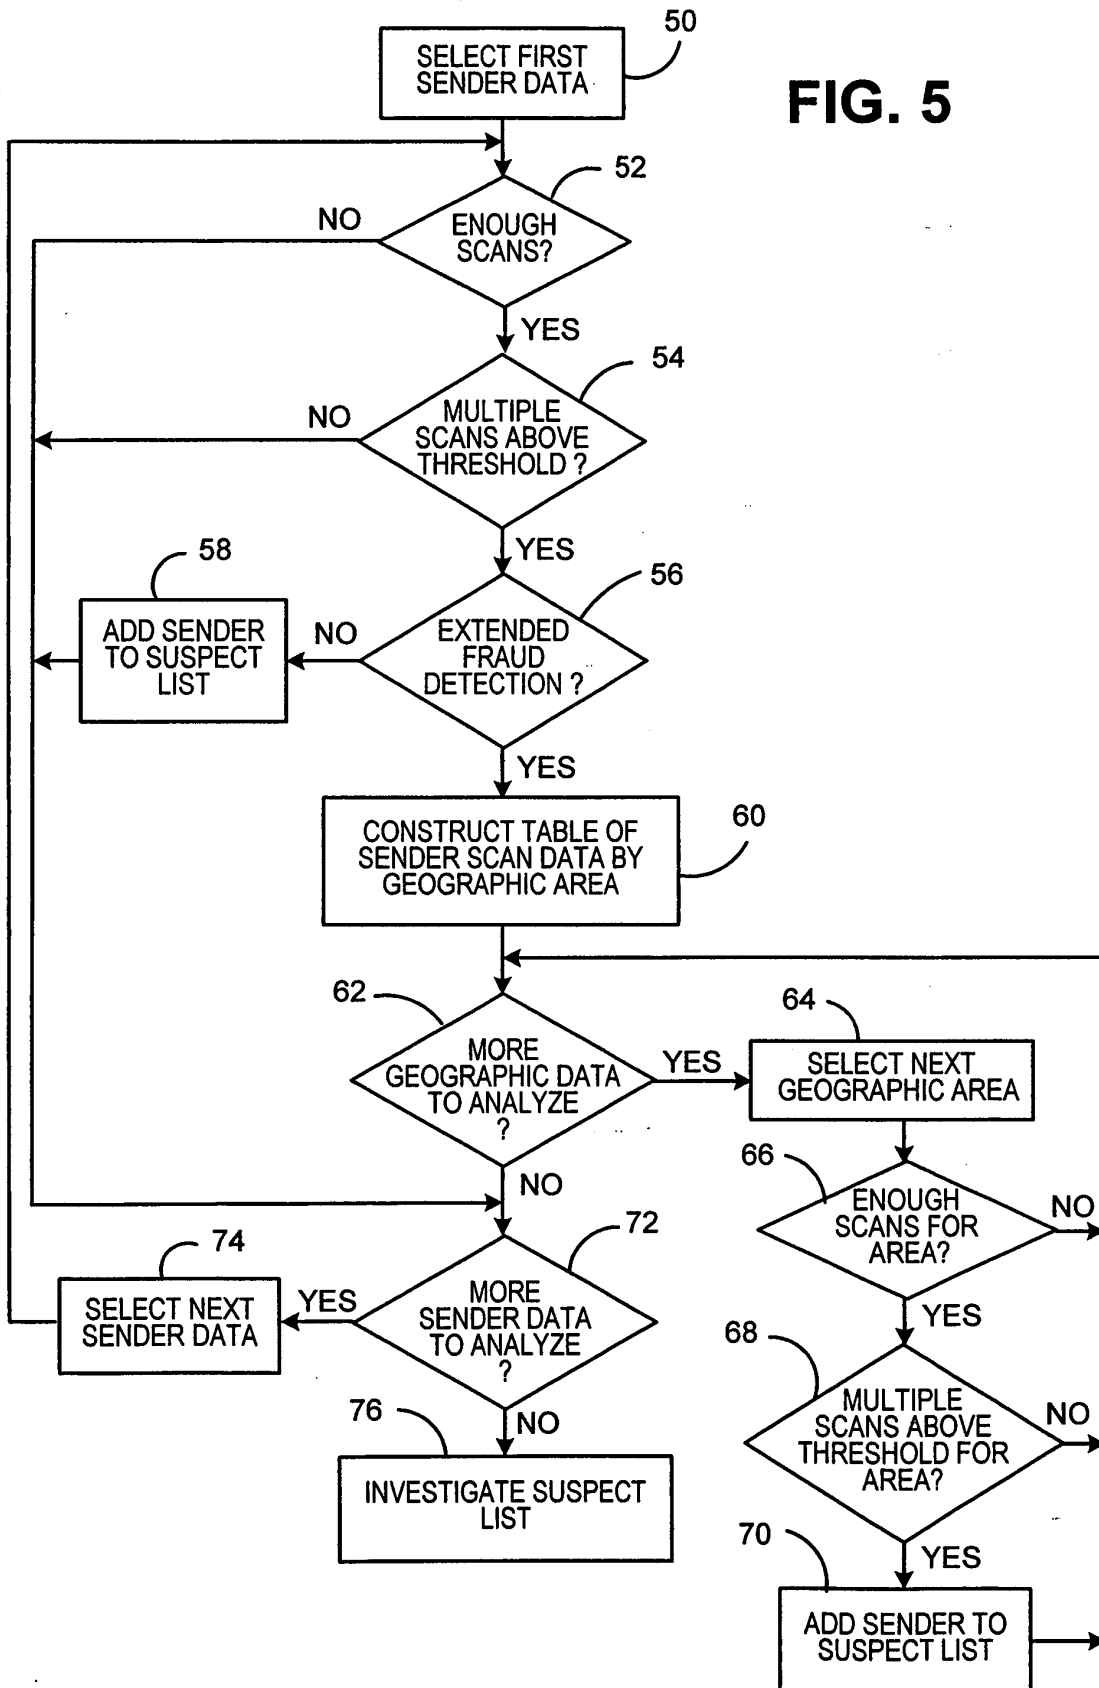 50
SELECT FIRST
SENDER DATA
FIG. 5
52
NO
ENOUGH
SCANS?
YES
54
NO
MULTIPLE
SCANS ABOVE
THRESHOLD ?
YES
58
56
ADD SENDER
TO SUSPECT
LIST
NO
EXTENDED
FRAUD
DETECTION ?
YES
60
CONSTRUCT TABLE OF
SENDER SCAN DATA BY
GEOGRAPHIC AREA
62
64
MORE
GEOGRAPHIC DATA
TO ANALYZE
?
YES
SELECT NEXT
GEOGRAPHIC AREA
66
NO
ENOUGH
SCANS FOR
AREA?
NO
YES
74
72
SELECT NEXT
SENDER DATA
YES
MORE
SENDER DATA
TO ANALYZE
?
68
MULTIPLE
SCANS ABOVE
THRESHOLD FOR
AREA?
NO
76
NO
INVESTIGATE SUSPECT
LIST
70
YES
ADD SENDER TO
SUSPECT LIST